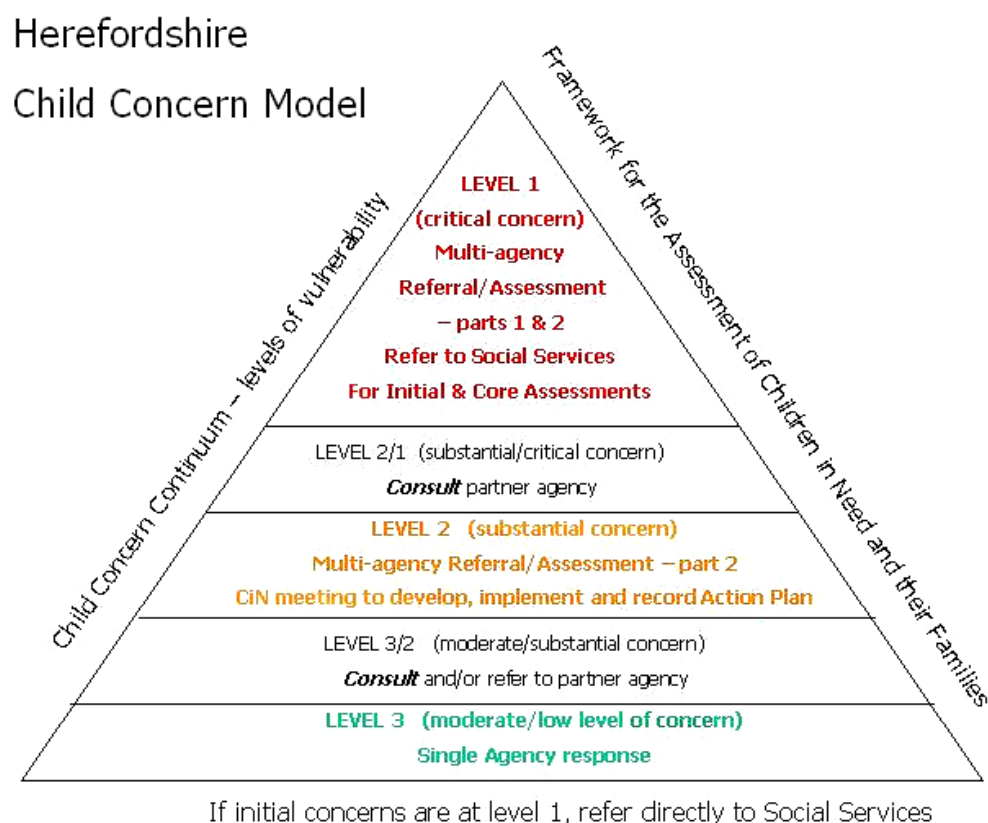 Herefordshire
Child Concern Model
Framework for the Assessment of Children in Need and their Families
Child Concern Continuum – levels of vulnerability
LEVEL 1
(critical concern)
Multi-agency
Referral/Assessment
– parts 1 & 2
Refer to Social Services
For Initial & Core Assessments
LEVEL 2/1 (substantial/critical concern)
Consult partner agency
LEVEL 2 (substantial concern)
Multi-agency Referral/Assessment – part 2
CiN meeting to develop, implement and record Action Plan
LEVEL 3/2 (moderate/substantial concern)
Consult and/or refer to partner agency
LEVEL 3 (moderate/low level of concern)
Single Agency response
If initial concerns are at level 1, refer directly to Social Services